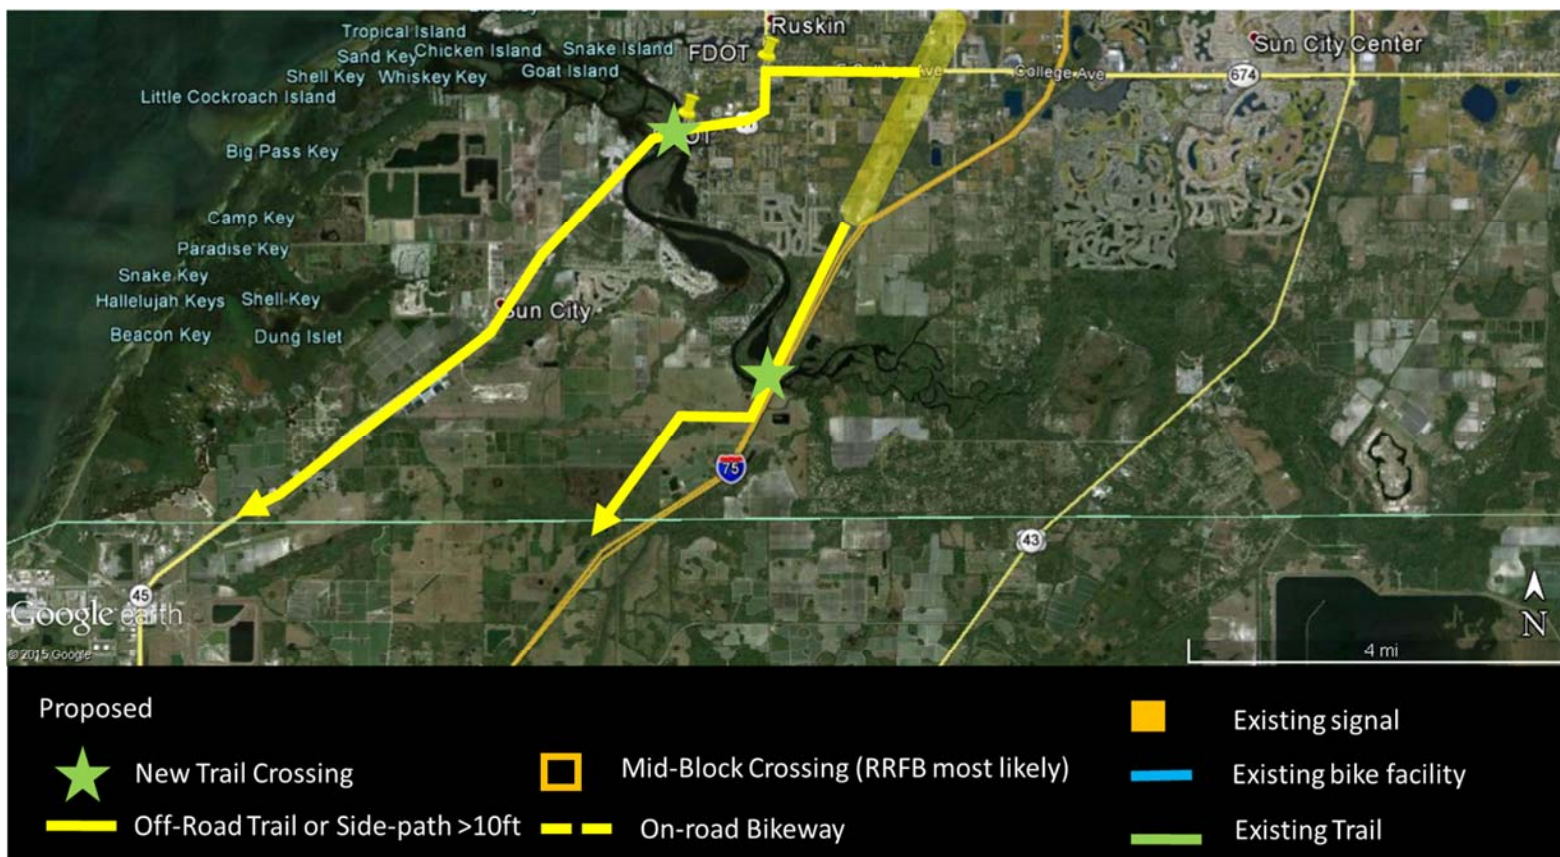 Ruskin
Tropical Island
Sand Key
Chicken Island
Snake Island
FDOT
Sun City Center
Shell Key
Whiskey Key
Goat Island
College Ave
674
Little Cockroach Island
Big Pass Key
Camp Key
Paradise Key
Snake Key
Hallelujah Keys
Shell Key
Sun City
Beacon Key
Dung Islet
75
43
45
Google earth
© 2015 Google
N
4 mi
Proposed
New Trail Crossing
Off-Road Trail or Side-path >10ft
Mid-Block Crossing (RRFB most likely)
On-road Bikeway
Existing signal
Existing bike facility
Existing Trail